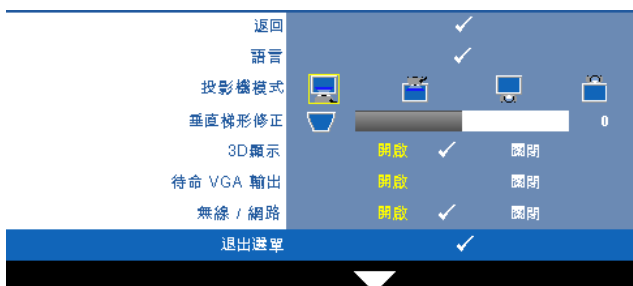 返回
語言
投影機模式
垂直梯形修正 0
3D顯示 開啟 關閉
待命 VGA 輸出 開啟 關閉
無線 / 網路 開啟 關閉
退出選單